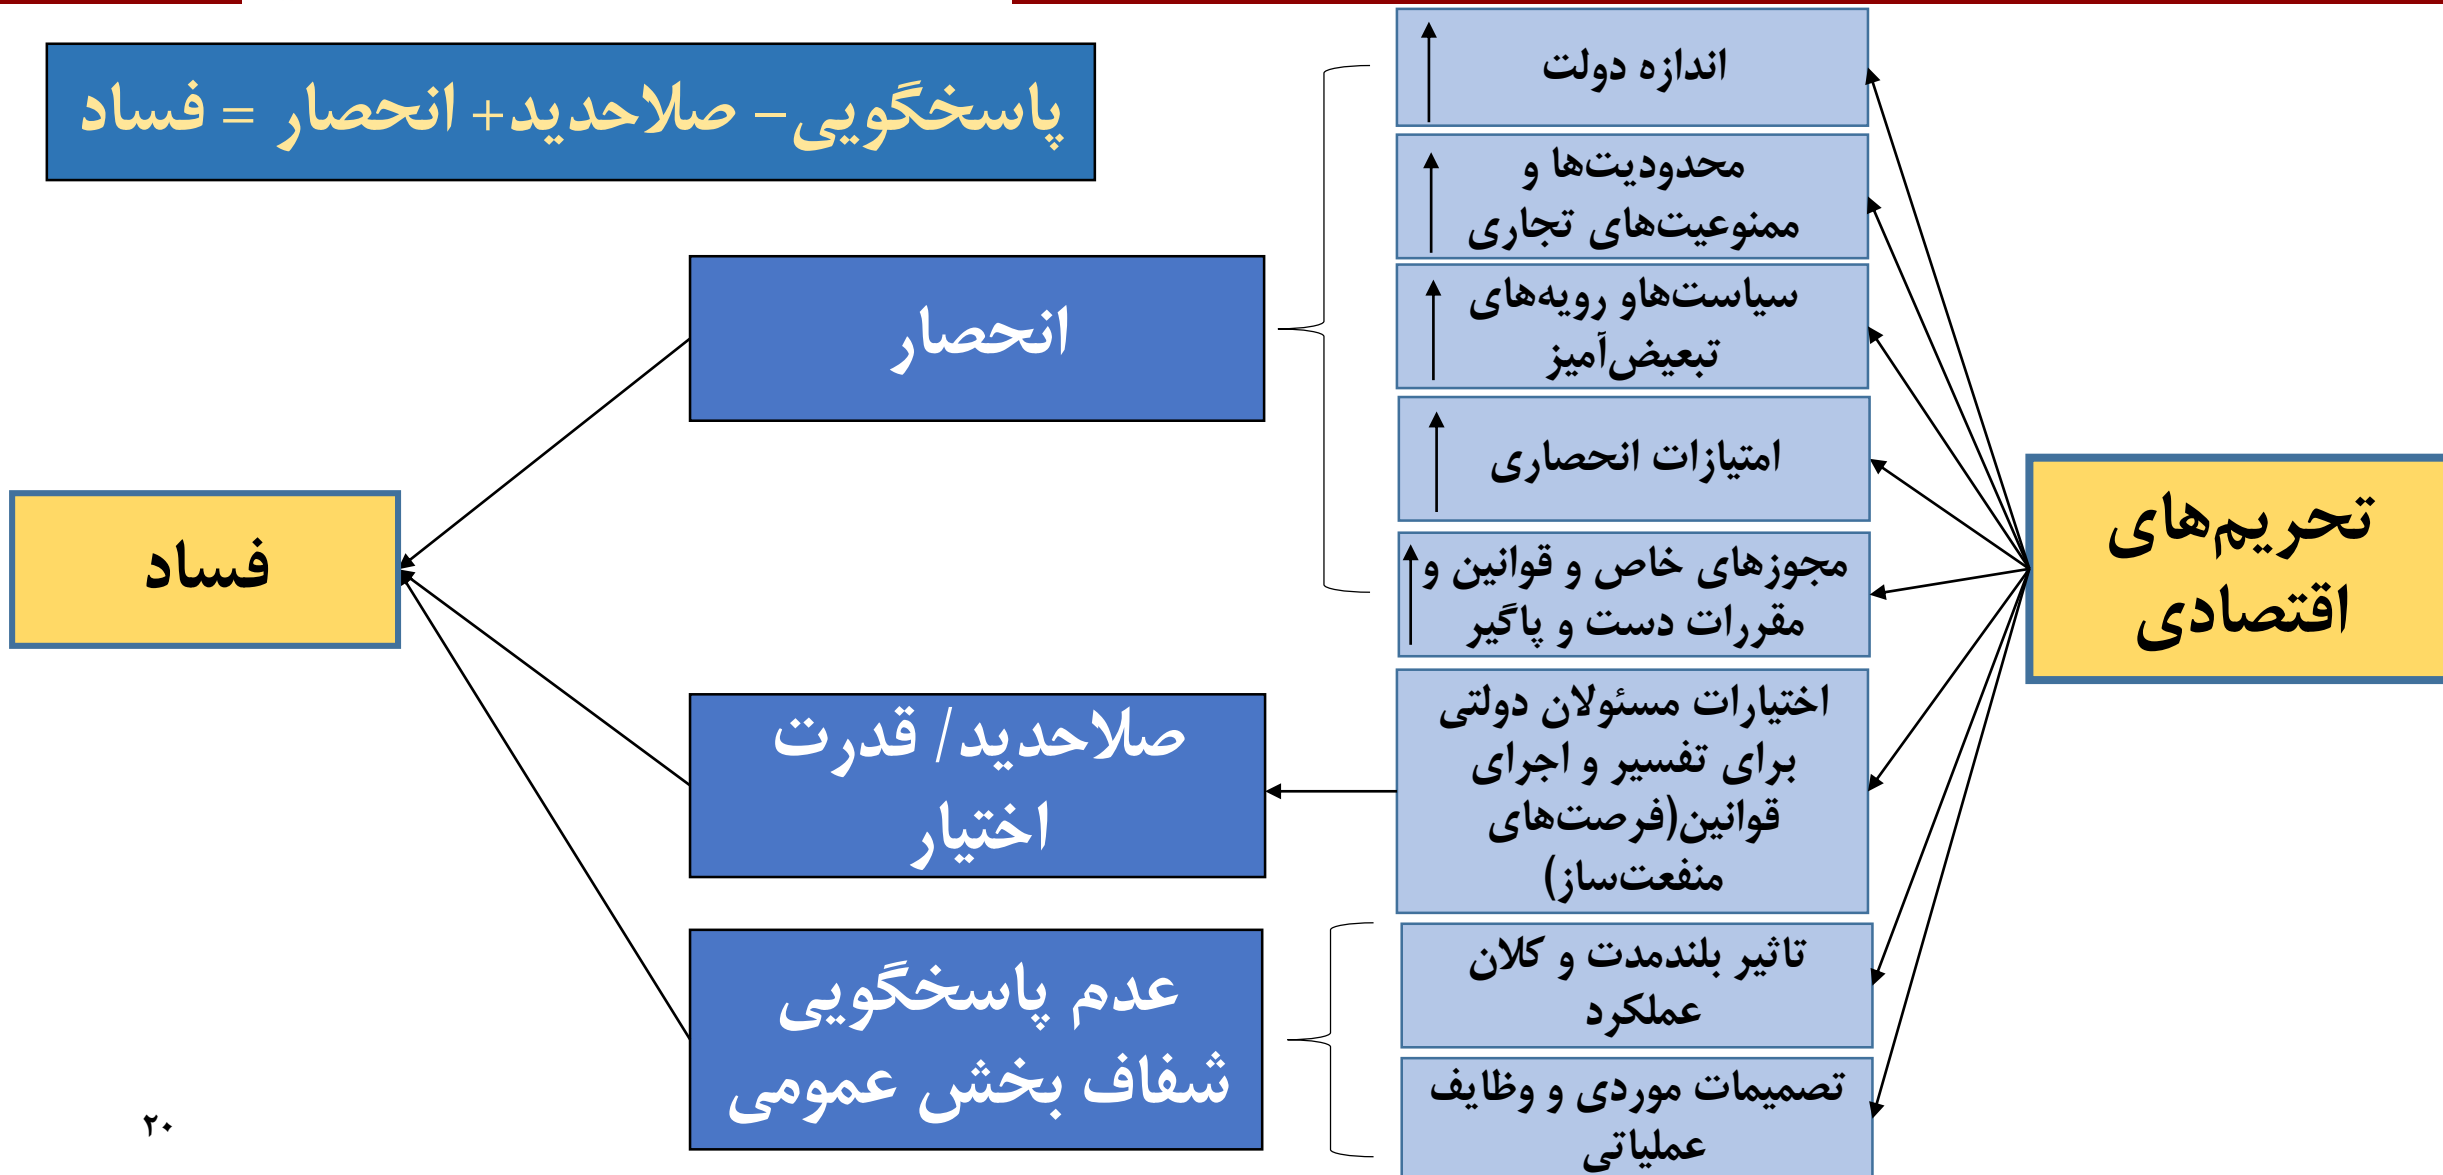 پاسخگویی– صلاحدید+ انحصار = فساد
اندازه دولت
محدودیت‌ها و
ممنوعیت‌های تجاری
سیاست‌هاو رویه‌های
تبعیض‌آمیز
امتیازات انحصاری
مجوزهای خاص و قوانین و
مقررات دست و پاگیر
اختیارات مسئولان دولتی
برای تفسیر و اجرای
قوانین(فرصت‌های
منفعت‌ساز)
تاثیر بلندمدت و کلان
عملکرد
تصمیمات موردی و وظایف
عملیاتی
تحریم‌های
اقتصادی
انحصار
صلاحدید/ قدرت
اختیار
عدم پاسخگویی
شفاف بخش عمومی
فساد
۲۰